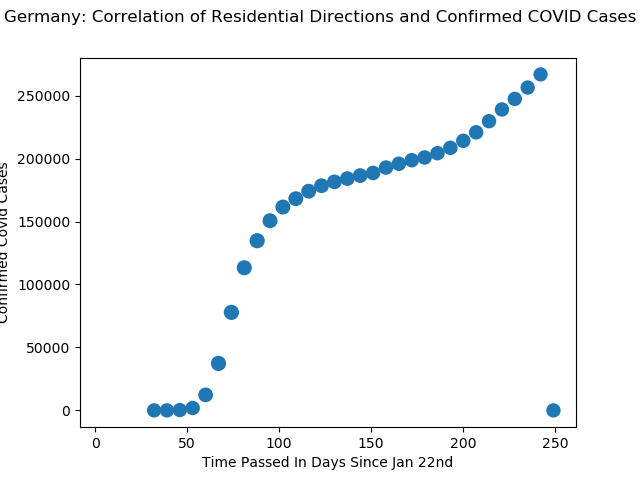 Germany: Correlation of Residential Directions and Confirmed COVID Cases
250000
200000
150000
100000
50000
0
Confirmed Covid Cases
0 50 100 150 200 250
Time Passed In Days Since Jan 22nd